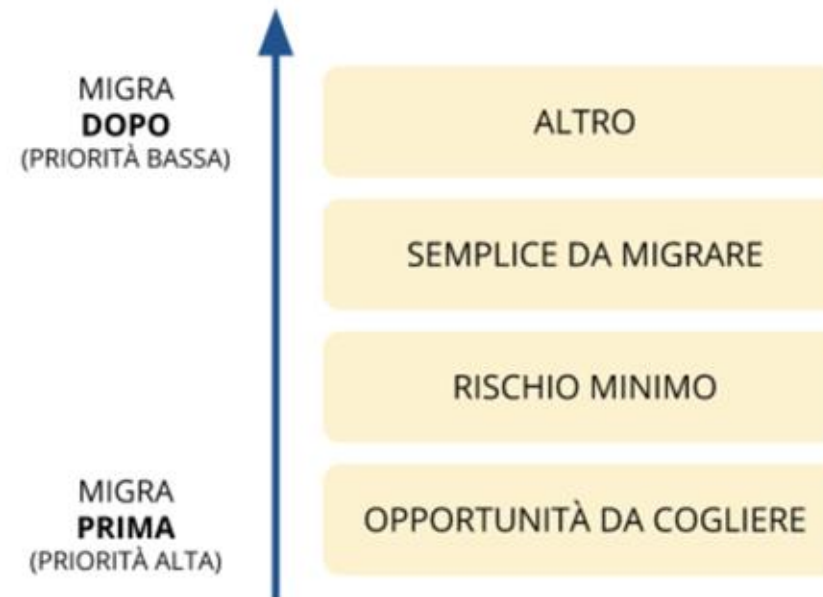 MIGRA
DOPO
(PRIORITÀ BASSA)
ALTRO
SEMPLICE DA MIGRARE
RISCHIO MINIMO
MIGRA
PRIMA
(PRIORITÀ ALTA)
OPPORTUNITÀ DA COGLIERE